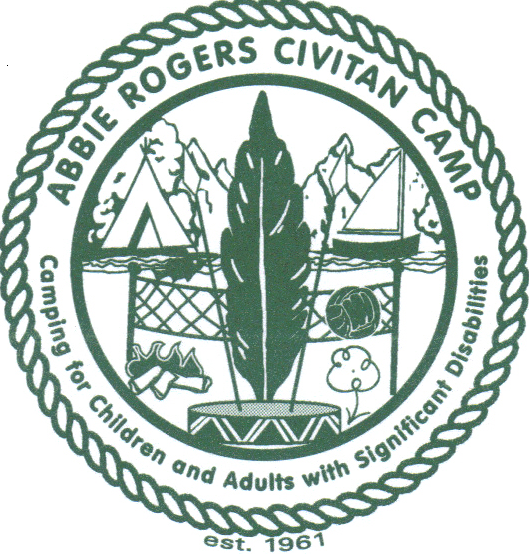 ABBIE ROGERS CIVITAN CAMP
Camping for Children and Adults with Significant Disabilities
est. 1961